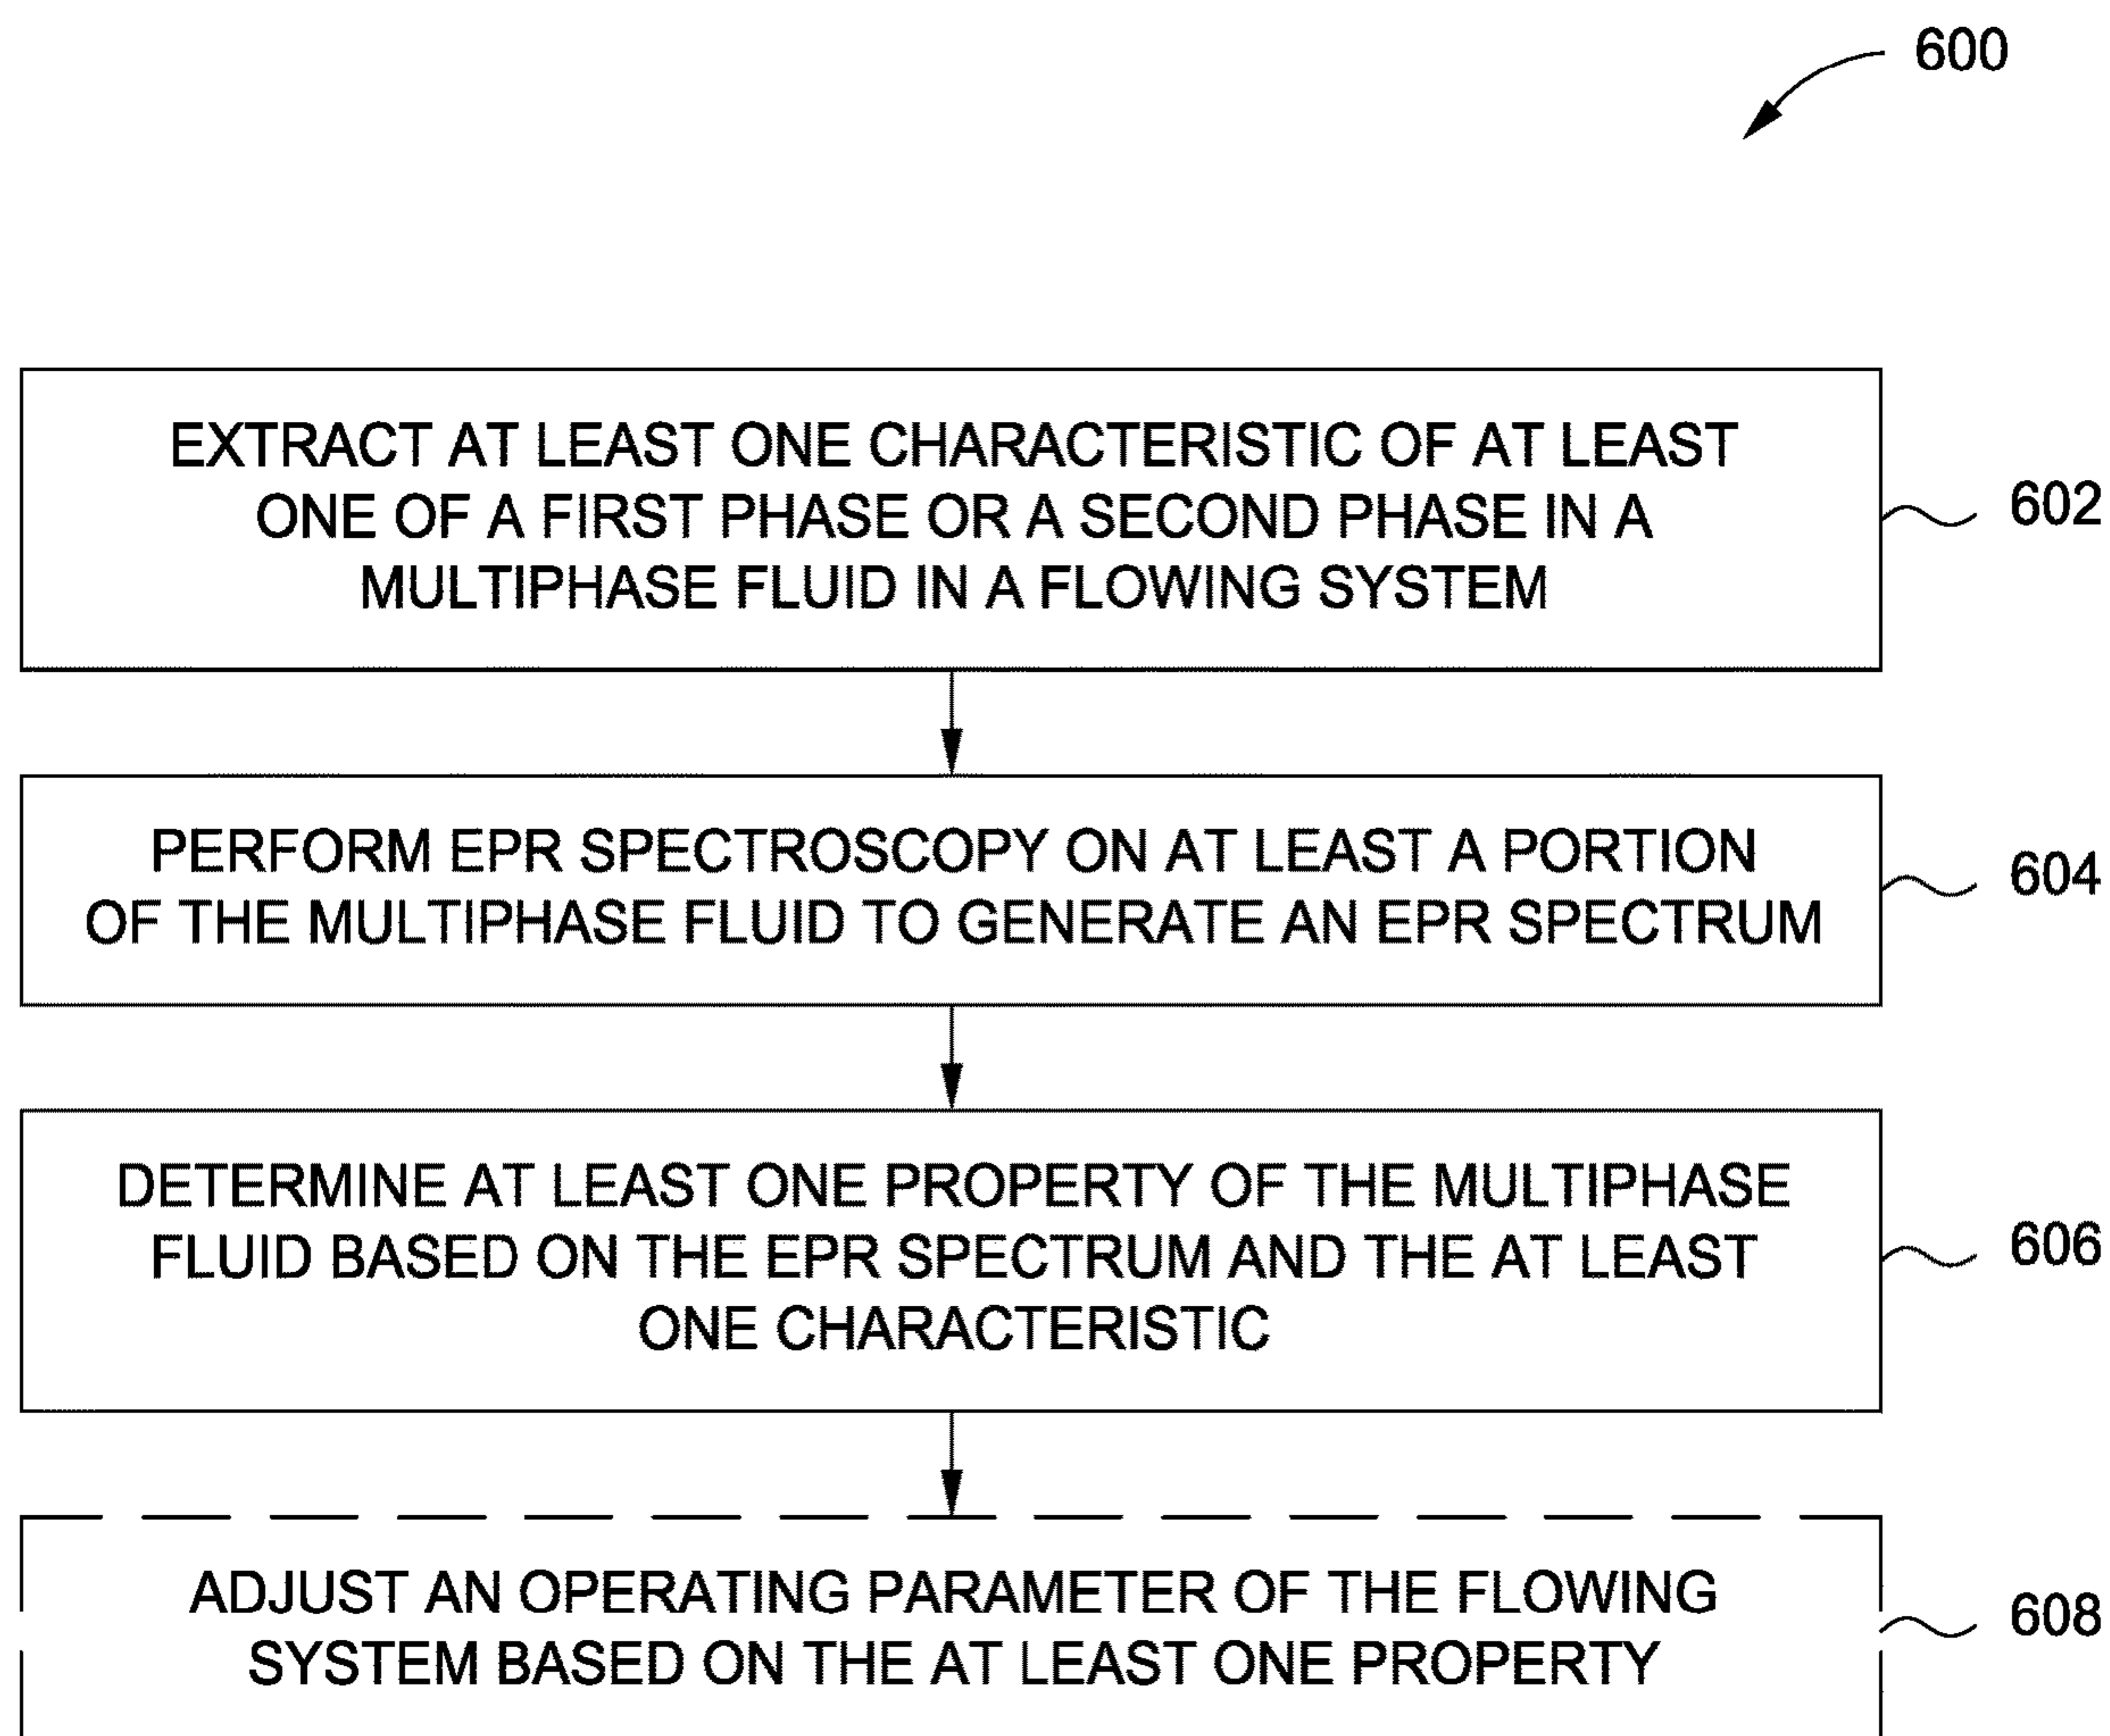 600
EXTRACT AT LEAST ONE CHARACTERISTIC OF AT LEAST
ONE OF A FIRST PHASE OR A SECOND PHASE IN A
MULTIPHASE FLUID IN A FLOWING SYSTEM
602
PERFORM EPR SPECTROSCOPY ON AT LEAST A PORTION
OF THE MULTIPHASE FLUID TO GENERATE AN EPR SPECTRUM
604
DETERMINE AT LEAST ONE PROPERTY OF THE MULTIPHASE
FLUID BASED ON THE EPR SPECTRUM AND THE AT LEAST
ONE CHARACTERISTIC
606
ADJUST AN OPERATING PARAMETER OF THE FLOWING
SYSTEM BASED ON THE AT LEAST ONE PROPERTY
608